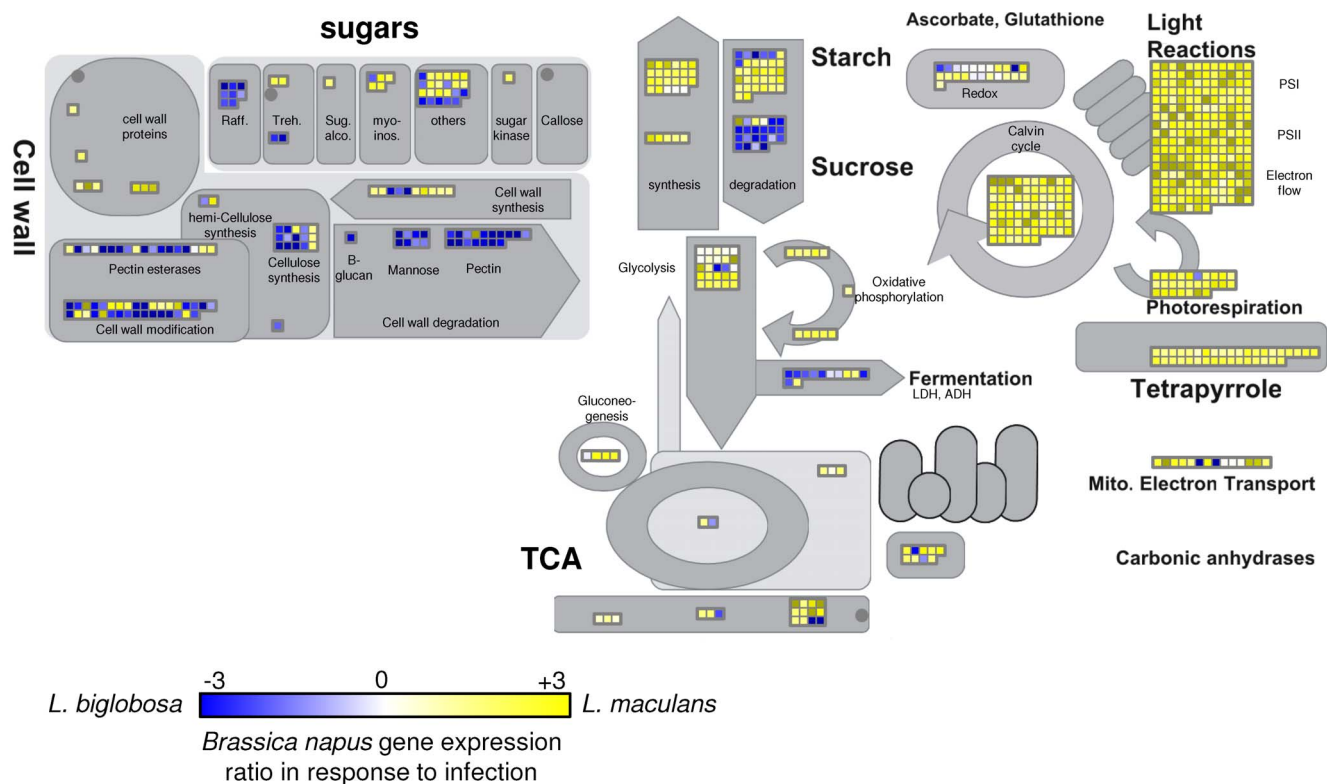 sugars
Cell wall
cell wall
proteins
Raff.
Treh.
Sug.
alco.
myo-
inos.
others
sugar
kinase
Callose
hemi-Cellulose
synthesis
Cell wall
synthesis
Pectin esterases
Cellulose
synthesis
B-
glucan
Mannose
Pectin
Cell wall modification
Cell wall degradation
Starch
Sucrose
synthesis
degradation
Ascorbate, Glutathione
Redox
Light
Reactions
PSI
PSII
Electron
flow
Calvin
cycle
Glycolysis
Oxidative
phosphorylation
Photorespiration
Tetrapyrrole
Fermentation
LDH, ADH
Gluconeo-
genesis
TCA
Mito. Electron Transport
Carbonic anhydrases
-3 0 +3
L. biglobosa L. maculans
Brassica napus gene expression
ratio in response to infection